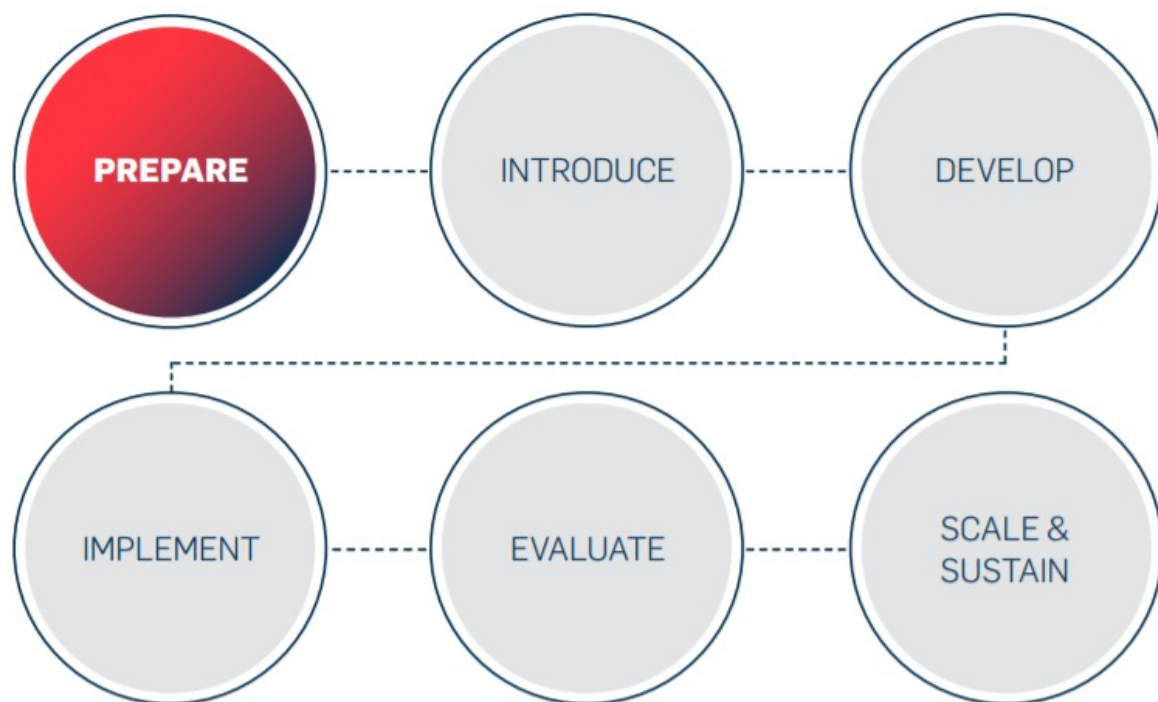 PREPARE
INTRODUCE
DEVELOP
IMPLEMENT
EVALUATE
SCALE &
SUSTAIN